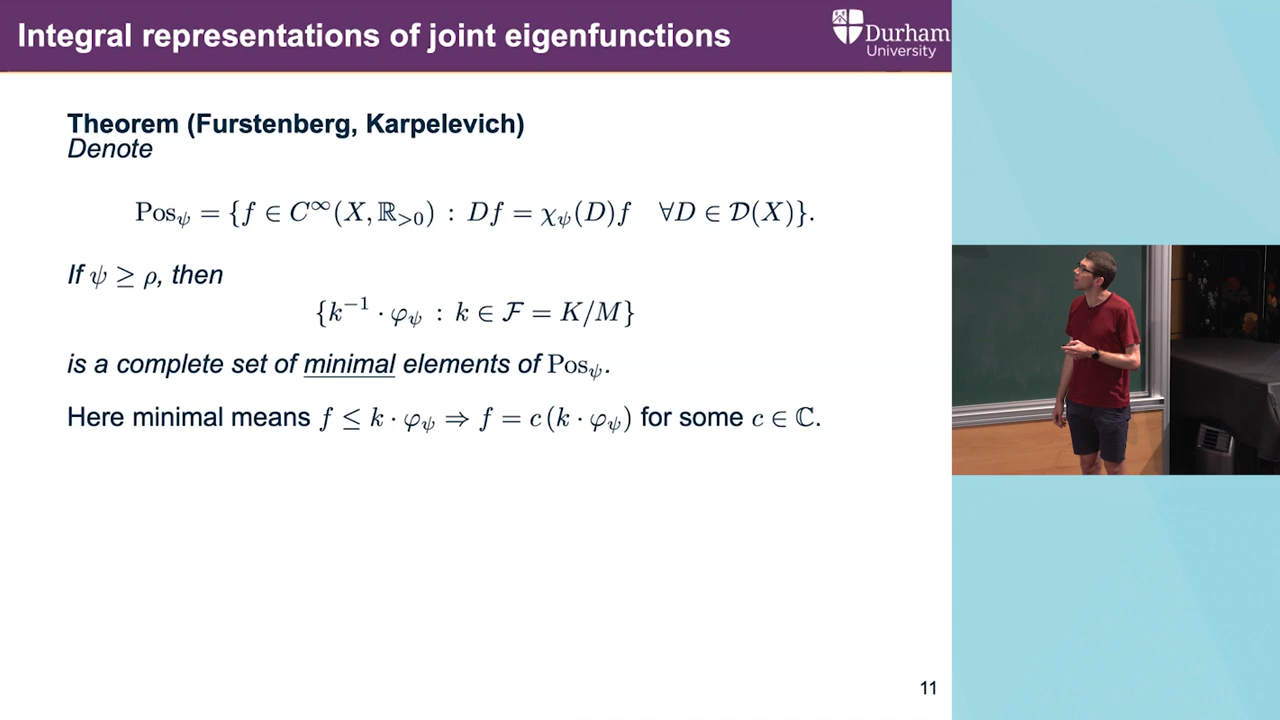 Integral representations of joint eigenfunctions
Durham
University
Theorem (Furstenberg, Karpelevich)
Denote
Pos_ψ = {f ∈ C^∞(X, ℝ_{>0}) : Df = χ_ψ(D)f ∀D ∈ 𝒟(X)}.
If ψ ≥ ρ, then
{k^{−1} · φ_ψ : k ∈ ℱ = K/M}
is a complete set of minimal elements of Pos_ψ.
Here minimal means f ≤ k · φ_ψ ⇒ f = c (k · φ_ψ) for some c ∈ ℂ.
11